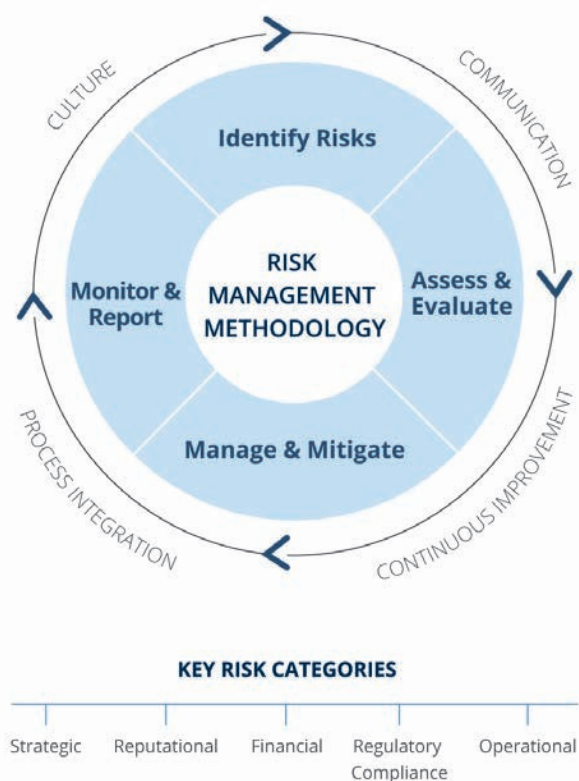 CULTURE
COMMUNICATION
Identify Risks
RISK
MANAGEMENT
METHODOLOGY
Monitor &
Report
Assess &
Evaluate
Manage & Mitigate
PROCESS INTEGRATION
CONTINUOUS IMPROVEMENT
KEY RISK CATEGORIES
Strategic
Reputational
Financial
Regulatory
Compliance
Operational